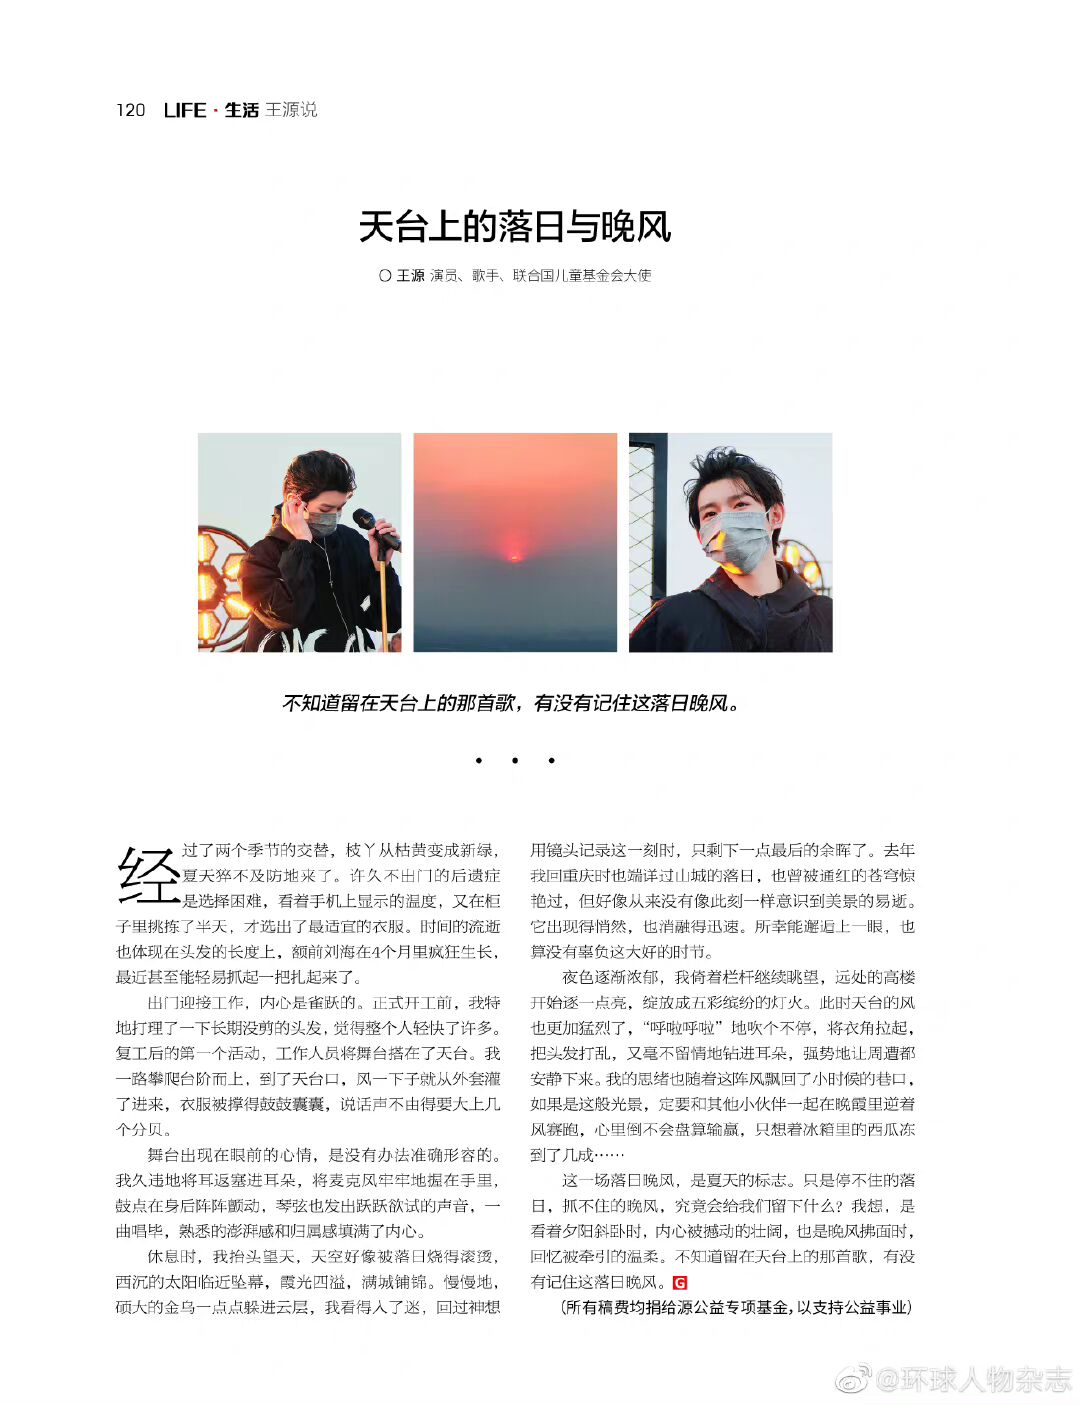 120 LIFE·生活 王源说
天台上的落日与晚风
〇 王源 演员、歌手、联合国儿童基金会大使
不知道留在天台上的那首歌，有没有记住这落日晚风。
• • •
经过了两个季节的交替，枝丫从枯黄变成新绿，
夏天猝不及防地来了。许久不出门的后遗症
是选择困难，看着手机上显示的温度，又在柜
子里挑拣了半天，才选出了最适宜的衣服。时间的流逝
也体现在头发的长度上，额前刘海在4个月里疯狂生长，
最近甚至能轻易抓起一把扎起来了。
出门迎接工作，内心是雀跃的。正式开工前，我特
地打理了一下长期没剪的头发，觉得整个人轻快了许多。
复工后的第一个活动，工作人员将舞台搭在了天台。我
一路攀爬台阶而上，到了天台口，风一下子就从外套灌
了进来，衣服被撑得鼓鼓囊囊，说话声不由得要大上几
个分贝。
舞台出现在眼前的心情，是没有办法准确形容的。
我久违地将耳返塞进耳朵，将麦克风牢牢地握在手里，
鼓点在身后阵阵颤动，琴弦也发出跃跃欲试的声音，一
曲唱毕，熟悉的澎湃感和归属感填满了内心。
休息时，我抬头望天，天空好像被落日烧得滚烫，
西沉的太阳临近坠幕，霞光四溢，满城铺锦。慢慢地，
硕大的金乌一点点躲进云层，我看得入了迷，回过神想
用镜头记录这一刻时，只剩下一点最后的余晖了。去年
我回重庆时也端详过山城的落日，也曾被通红的苍穹惊
艳过，但好像从来没有像此刻一样意识到美景的易逝。
它出现得悄然，也消融得迅速。所幸能邂逅上一眼，也
算没有辜负这大好的时节。
夜色逐渐浓郁，我倚着栏杆继续眺望，远处的高楼
开始逐一点亮，绽放成五彩缤纷的灯火。此时天台的风
也更加猛烈了，“呼啦呼啦”地吹个不停，将衣角拉起，
把头发打乱，又毫不留情地钻进耳朵，强势地让周遭都
安静下来。我的思绪也随着这阵风飘回了小时候的巷口，
如果是这般光景，定要和其他小伙伴一起在晚霞里逆着
风赛跑，心里倒不会盘算输赢，只想着冰箱里的西瓜冻
到了几成……
这一场落日晚风，是夏天的标志。只是停不住的落
日，抓不住的晚风，究竟会给我们留下什么？我想，是
看着夕阳斜卧时，内心被撼动的壮阔，也是晚风拂面时，
回忆被牵引的温柔。不知道留在天台上的那首歌，有没
有记住这落日晚风。G
（所有稿费均捐给源公益专项基金，以支持公益事业）
@环球人物杂志